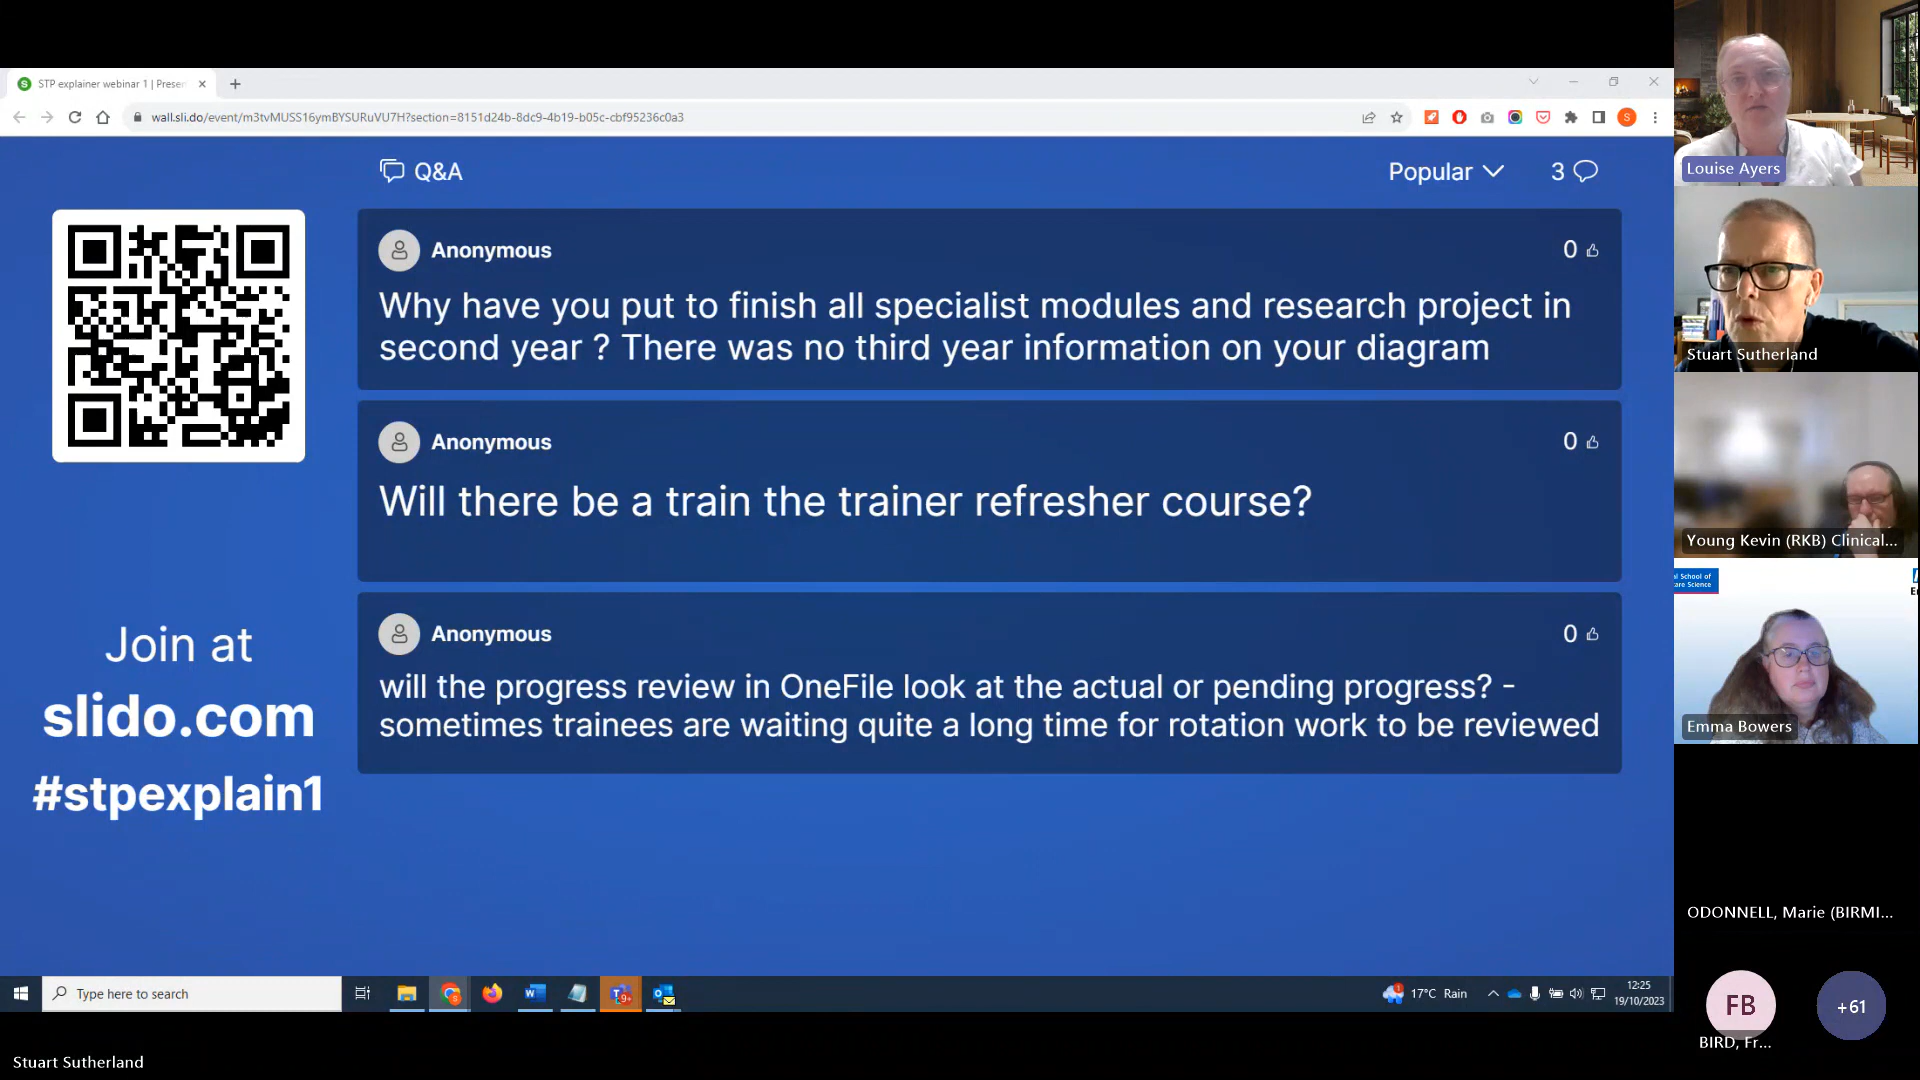 STP explainer webinar 1 | Presen
wall.sli.do/event/m3tvMUSS16ymBYSURuVU7H?section=8151d24b-8dc9-4b19-b05c-cbf95236c0a3
Q&A
Popular
3
Anonymous
0
Why have you put to finish all specialist modules and research project in
second year ? There was no third year information on your diagram
Anonymous
0
Will there be a train the trainer refresher course?
Anonymous
0
will the progress review in OneFile look at the actual or pending progress? -
sometimes trainees are waiting quite a long time for rotation work to be reviewed
Join at
slido.com
#stpexplain1
Type here to search
17°C Rain
12:25
19/10/2023
Stuart Sutherland
Louise Ayers
Stuart Sutherland
Young Kevin (RKB) Clinical...
l School of
are Science
Emma Bowers
ODONNELL, Marie (BIRMI...
FB
BIRD, Fr...
+61